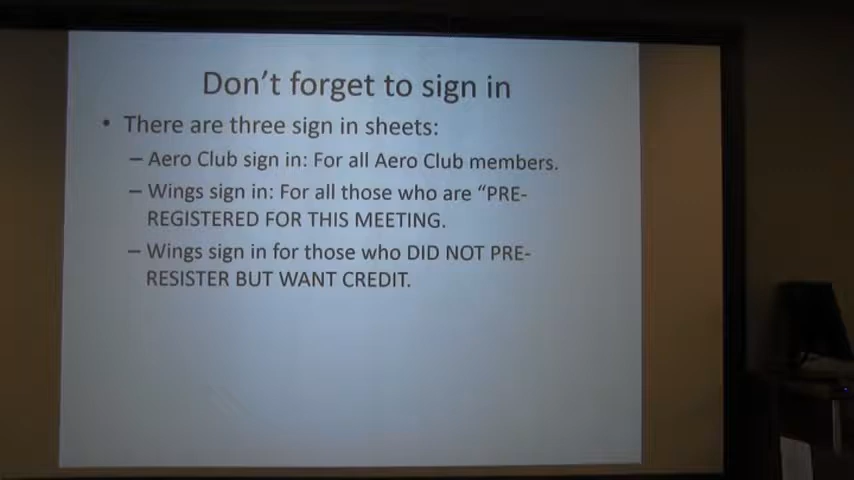 Don't forget to sign in
• There are three sign in sheets:
– Aero Club sign in: For all Aero Club members.
– Wings sign in: For all those who are “PRE-
REGISTERED FOR THIS MEETING.
– Wings sign in for those who DID NOT PRE-
RESISTER BUT WANT CREDIT.